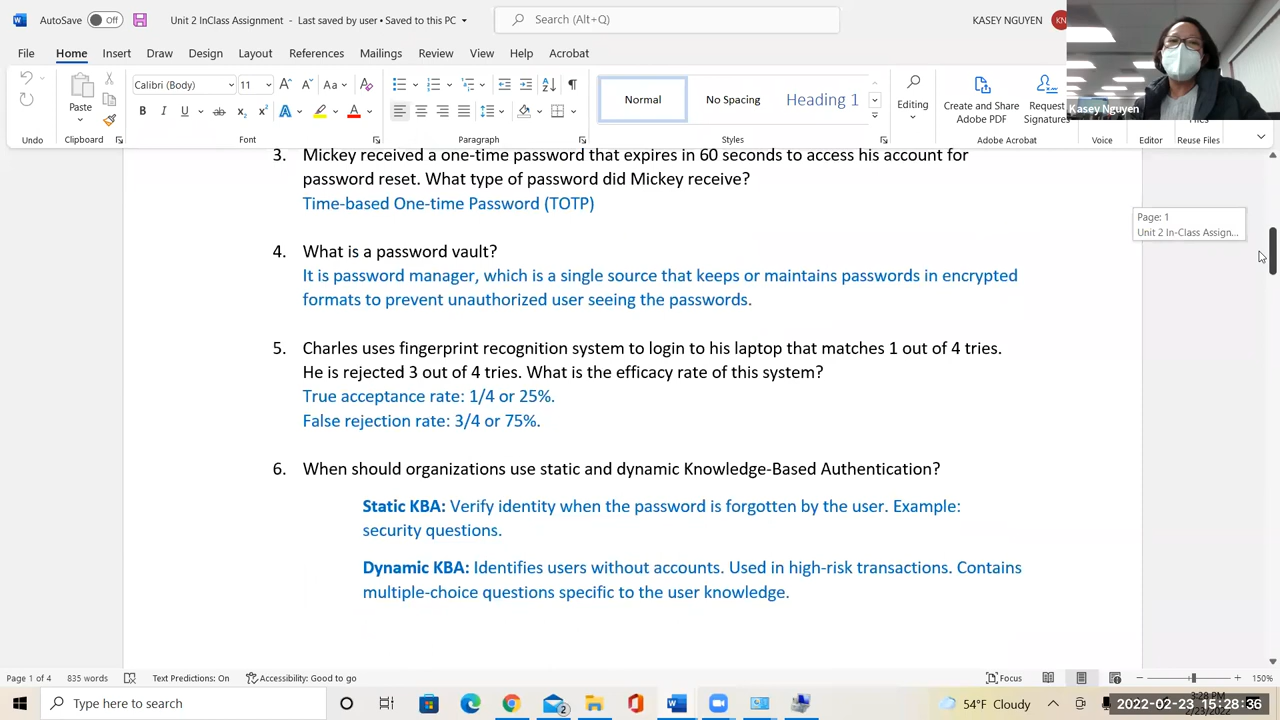 AutoSave Off Unit 2 InClass Assignment - Last saved by user • Saved to this PC Search (Alt+Q) KASEY NGUYEN
File Home Insert Draw Design Layout References Mailings Review View Help Acrobat
Calibri (Body) 11 Aa
Paste
Normal No Spacing Heading 1
Editing
Create and Share Adobe PDF
Request Signatures
Kasey Nguyen
Undo Clipboard Font Paragraph Styles Adobe Acrobat Voice Editor Reuse Files
3. Mickey received a one-time password that expires in 60 seconds to access his account for
password reset. What type of password did Mickey receive?
Time-based One-time Password (TOTP)
Page: 1
Unit 2 In-Class Assign...
4. What is a password vault?
It is password manager, which is a single source that keeps or maintains passwords in encrypted
formats to prevent unauthorized user seeing the passwords.
5. Charles uses fingerprint recognition system to login to his laptop that matches 1 out of 4 tries.
He is rejected 3 out of 4 tries. What is the efficacy rate of this system?
True acceptance rate: 1/4 or 25%.
False rejection rate: 3/4 or 75%.
6. When should organizations use static and dynamic Knowledge-Based Authentication?
Static KBA: Verify identity when the password is forgotten by the user. Example:
security questions.
Dynamic KBA: Identifies users without accounts. Used in high-risk transactions. Contains
multiple-choice questions specific to the user knowledge.
Page 1 of 4 835 words Text Predictions: On Accessibility: Good to go Focus 150%
Type here to search 2 54°F Cloudy 3:28 PM
2022-02-23 15:28:36